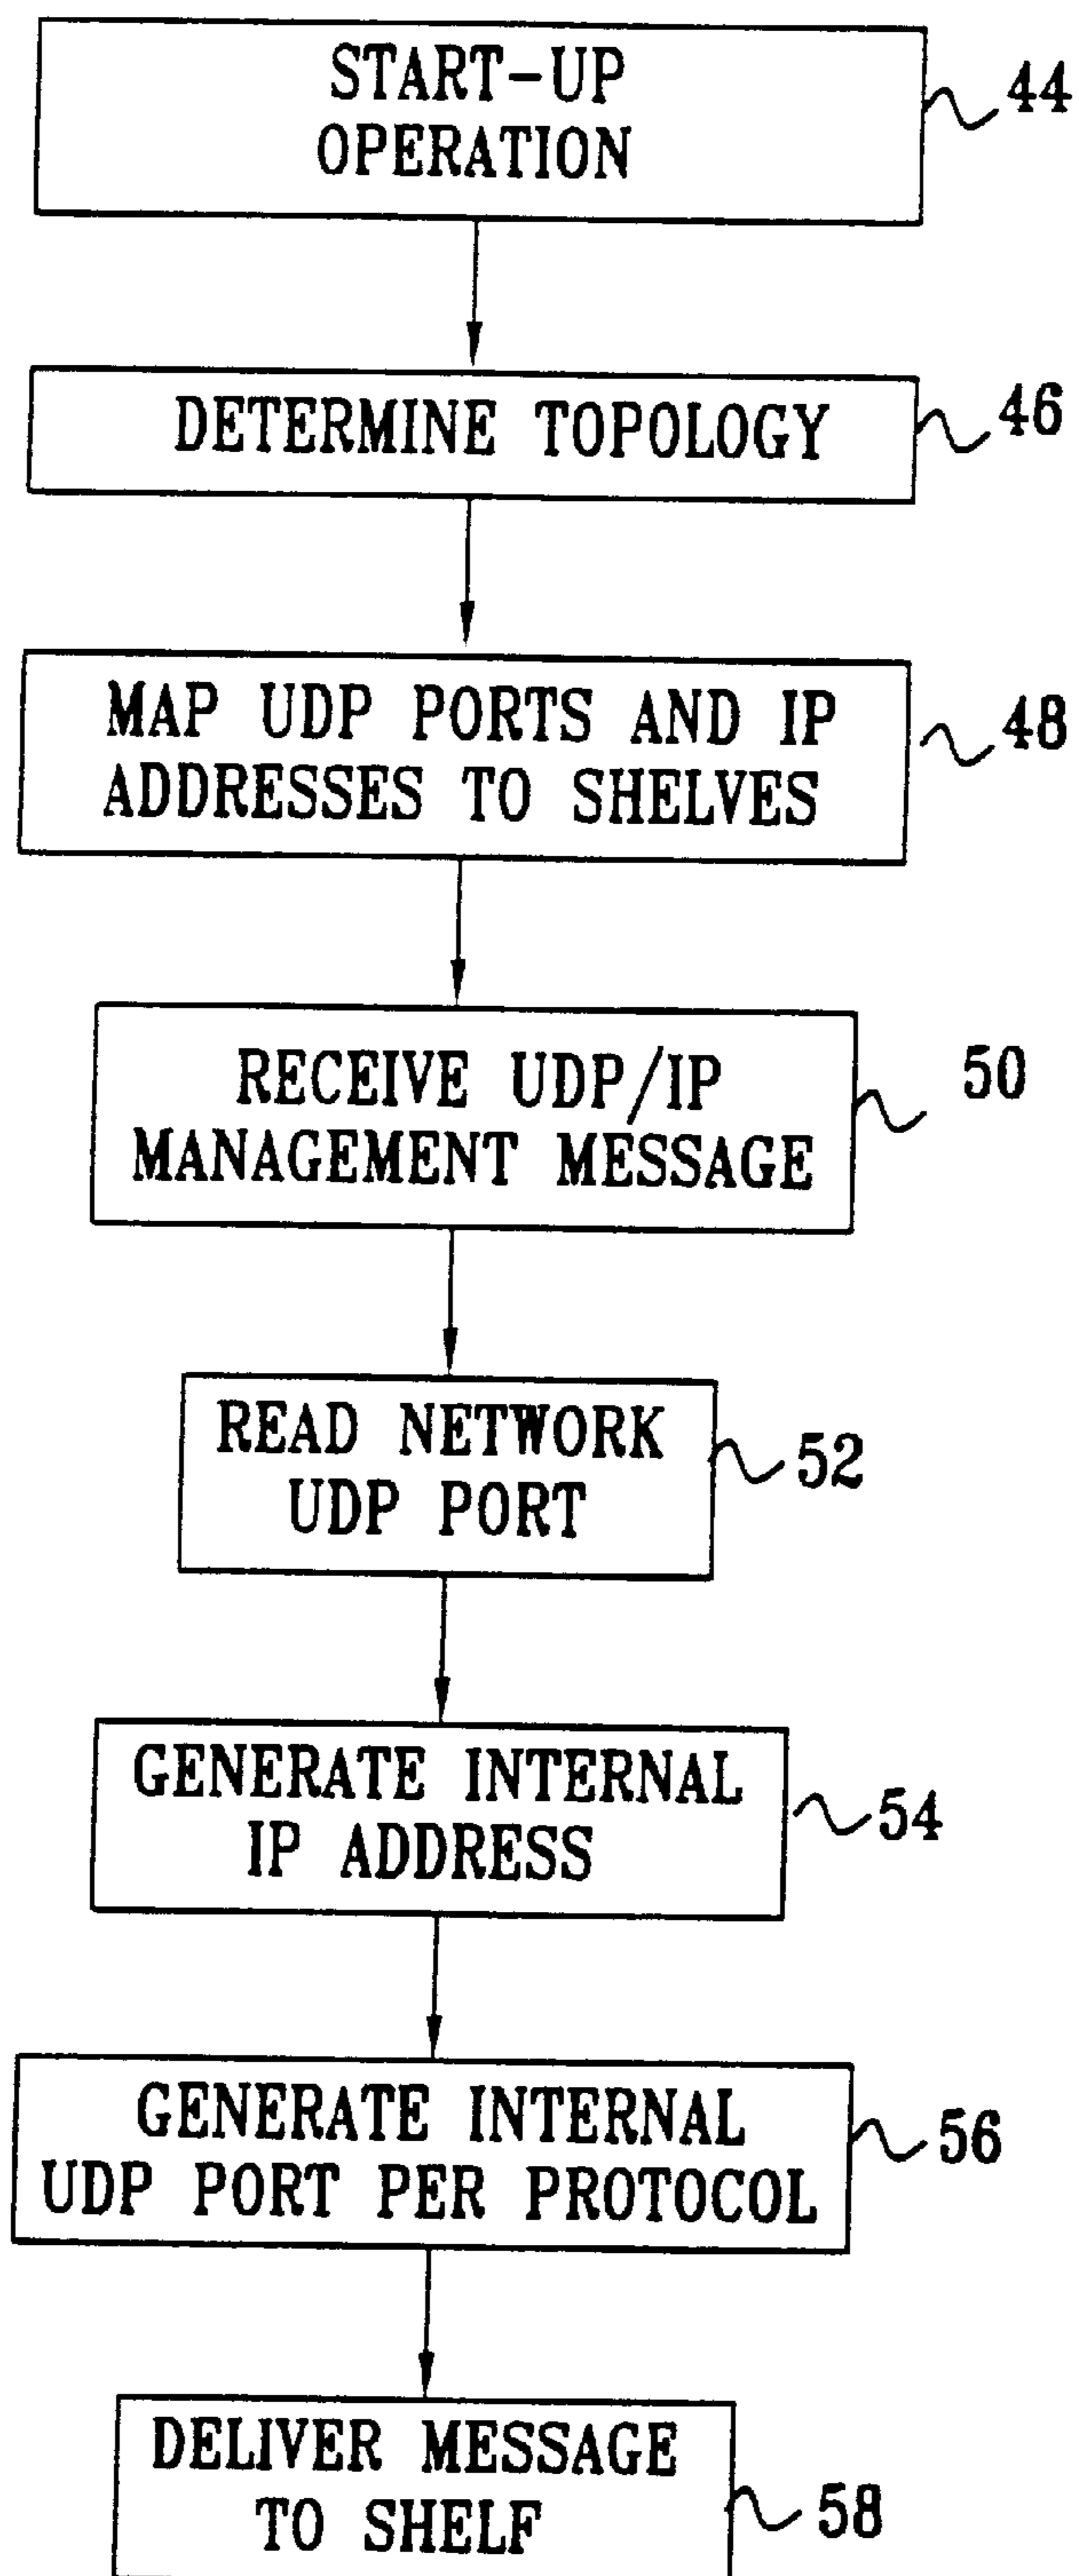 START-UP
OPERATION
44
DETERMINE TOPOLOGY
46
MAP UDP PORTS AND IP
ADDRESSES TO SHELVES
48
RECEIVE UDP/IP
MANAGEMENT MESSAGE
50
READ NETWORK
UDP PORT
52
GENERATE INTERNAL
IP ADDRESS
54
GENERATE INTERNAL
UDP PORT PER PROTOCOL
56
DELIVER MESSAGE
TO SHELF
58